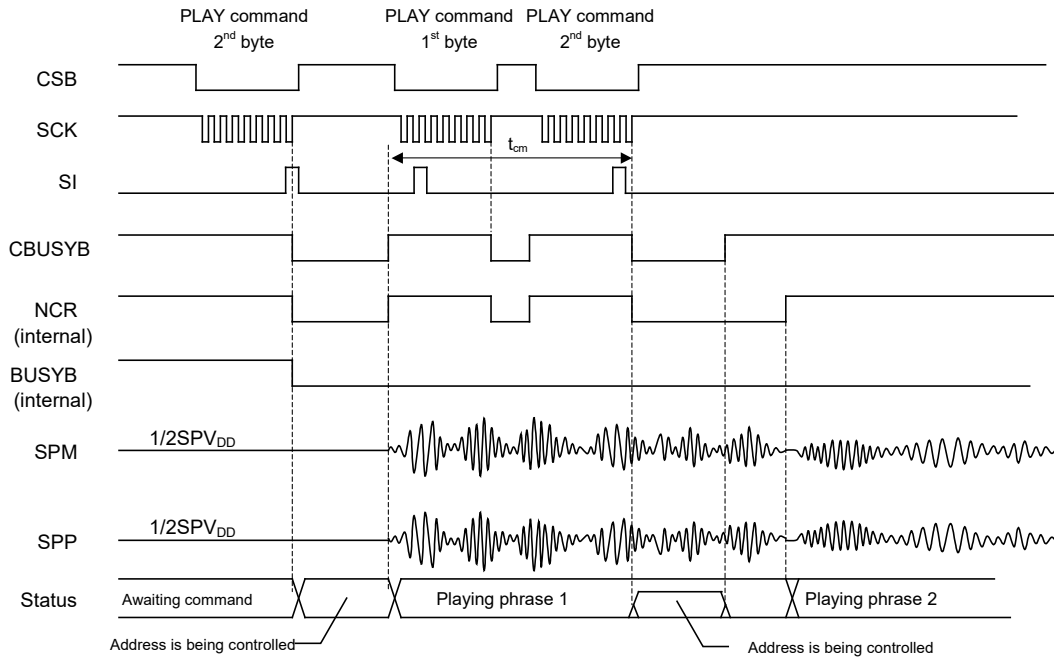 PLAY command
2nd byte
PLAY command
1st byte
PLAY command
2nd byte
CSB
SCK
tcm
SI
CBUSYB
NCR
(internal)
BUSYB
(internal)
1/2SPVDD
SPM
1/2SPVDD
SPP
Status
Awaiting command
Playing phrase 1
Playing phrase 2
Address is being controlled
Address is being controlled